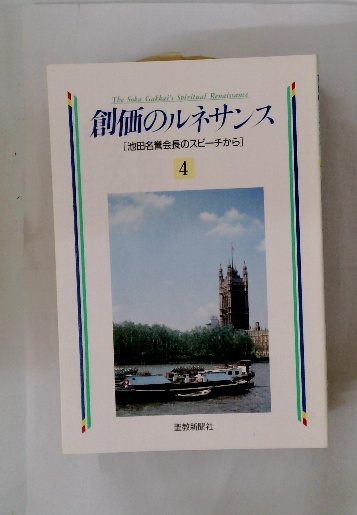 The Soka Gakkai's Spiritual Renaissance
創価のルネサンス
［池田名誉会長のスピーチから］
4
聖教新聞社